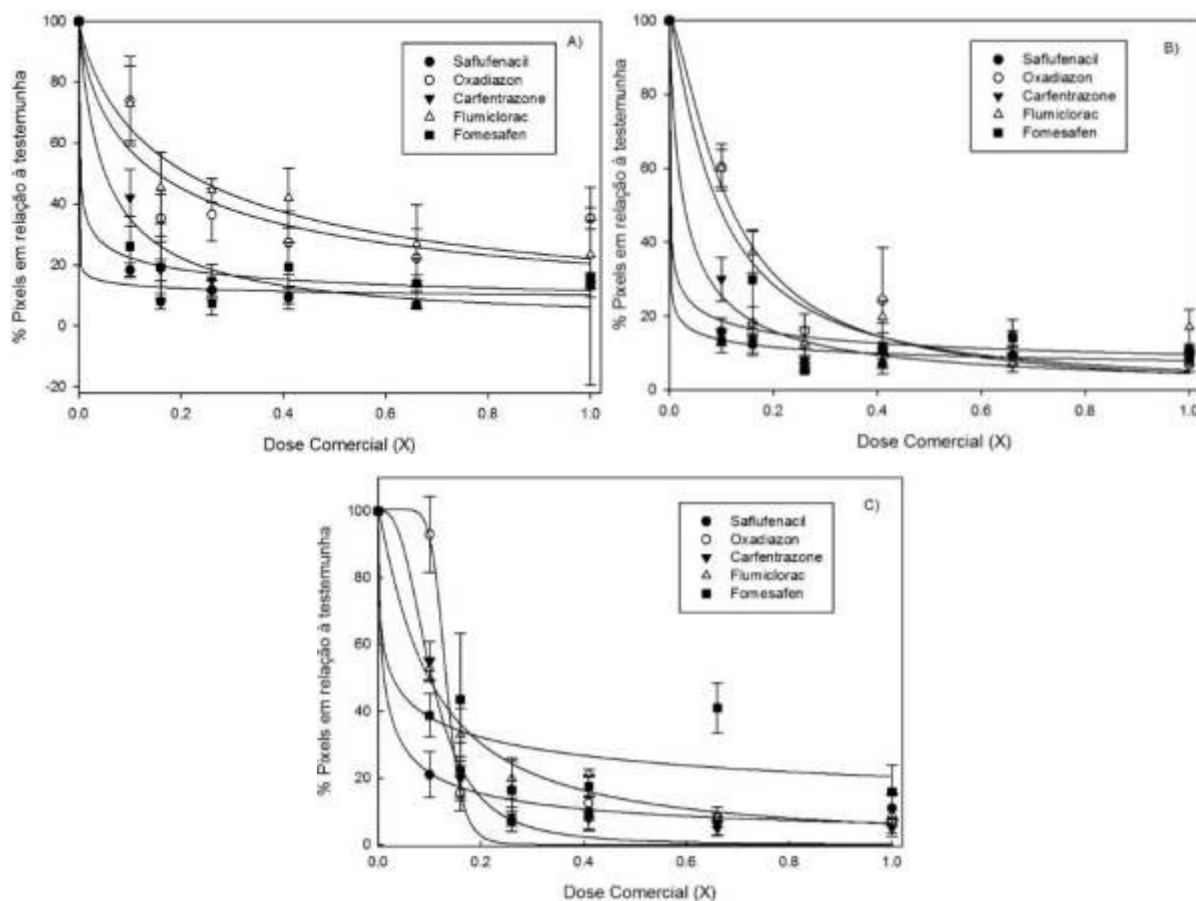 A)
% Pixels em relação à testemunha
100
80
60
40
20
0
-20
Saflufenacil
Oxadiazon
Carfentrazone
Flumiclorac
Fomesafen
0.0 0.2 0.4 0.6 0.8 1.0
Dose Comercial (X)
B)
% Pixels em relação à testemunha
100
80
60
40
20
0
Saflufenacil
Oxadiazon
Carfentrazone
Flumiclorac
Fomesafen
0.0 0.2 0.4 0.6 0.8 1.0
Dose Comercial (X)
C)
% Pixels em relação à testemunha
100
80
60
40
20
0
Saflufenacil
Oxadiazon
Carfentrazone
Flumiclorac
Fomesafen
0.0 0.2 0.4 0.6 0.8 1.0
Dose Comercial (X)